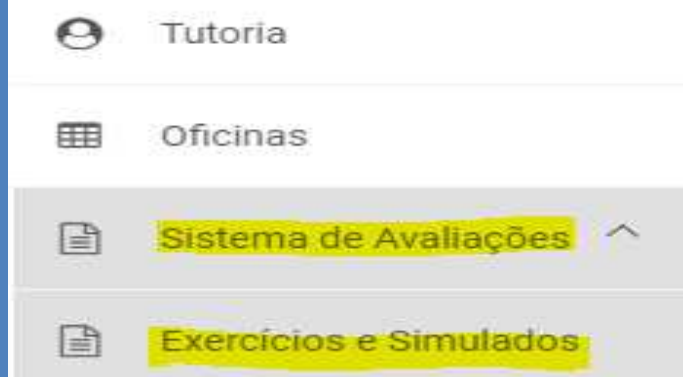 Tutoria
Oficinas
Sistema de Avaliações
Exercícios e Simulados